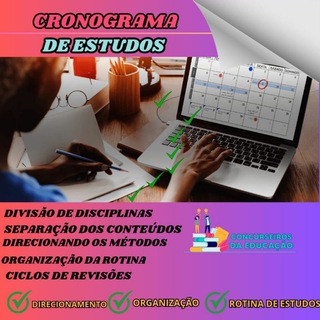 CRONOGRAMA
DE ESTUDOS
DIVISÃO DE DISCIPLINAS
SEPARAÇÃO DOS CONTEÚDOS
DIRECIONANDO OS MÉTODOS
ORGANIZAÇÃO DA ROTINA
CICLOS DE REVISÕES
CONCURSEIROS
DA EDUCAÇÃO
DIRECIONAMENTO
ORGANIZAÇÃO
ROTINA DE ESTUDOS